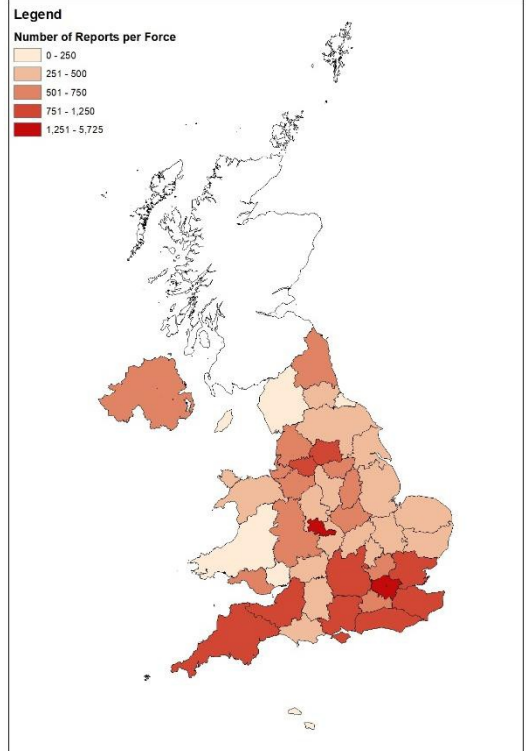 Legend
Number of Reports per Force
0 - 250
251 - 500
501 - 750
751 - 1,250
1,251 - 5,725